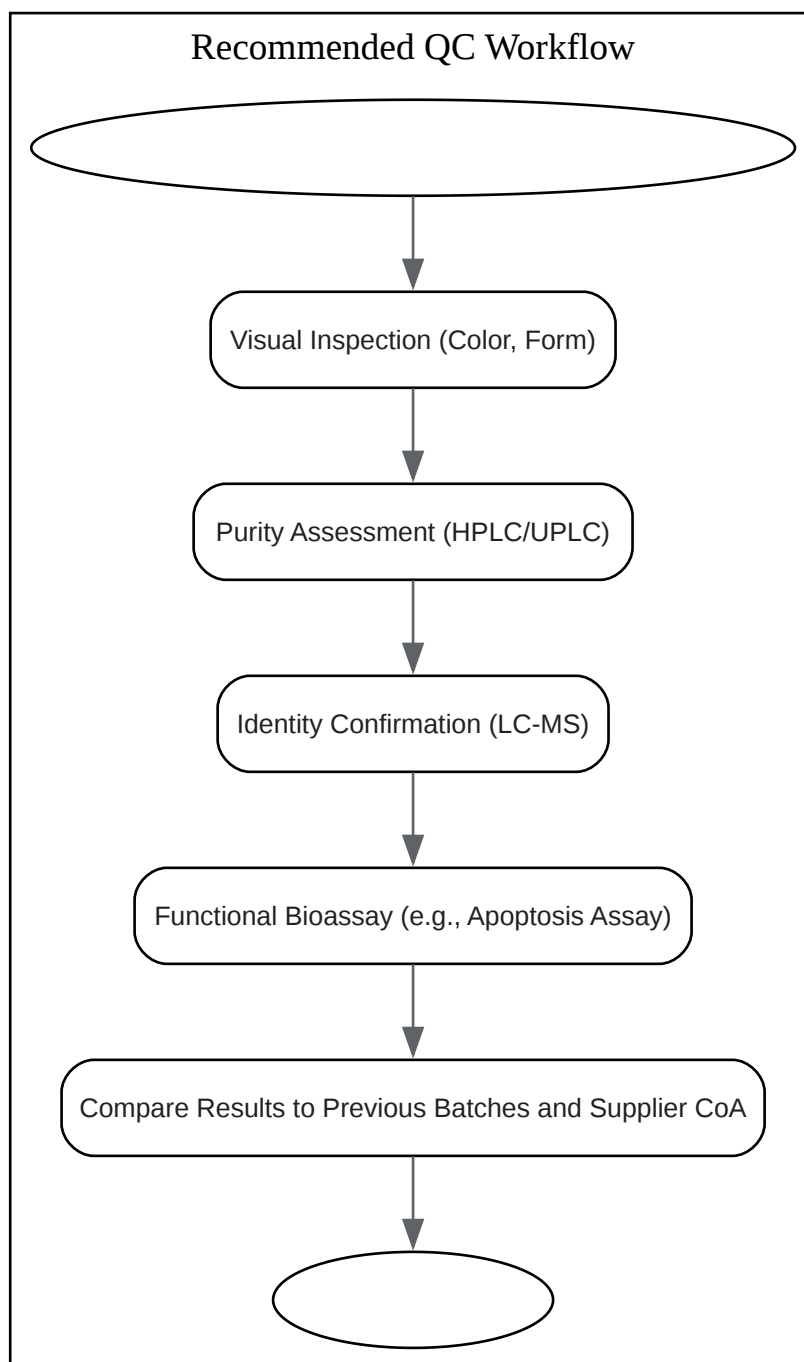 Recommended QC Workflow
Visual Inspection (Color, Form)
Purity Assessment (HPLC/UPLC)
Identity Confirmation (LC-MS)
Functional Bioassay (e.g., Apoptosis Assay)
Compare Results to Previous Batches and Supplier CoA